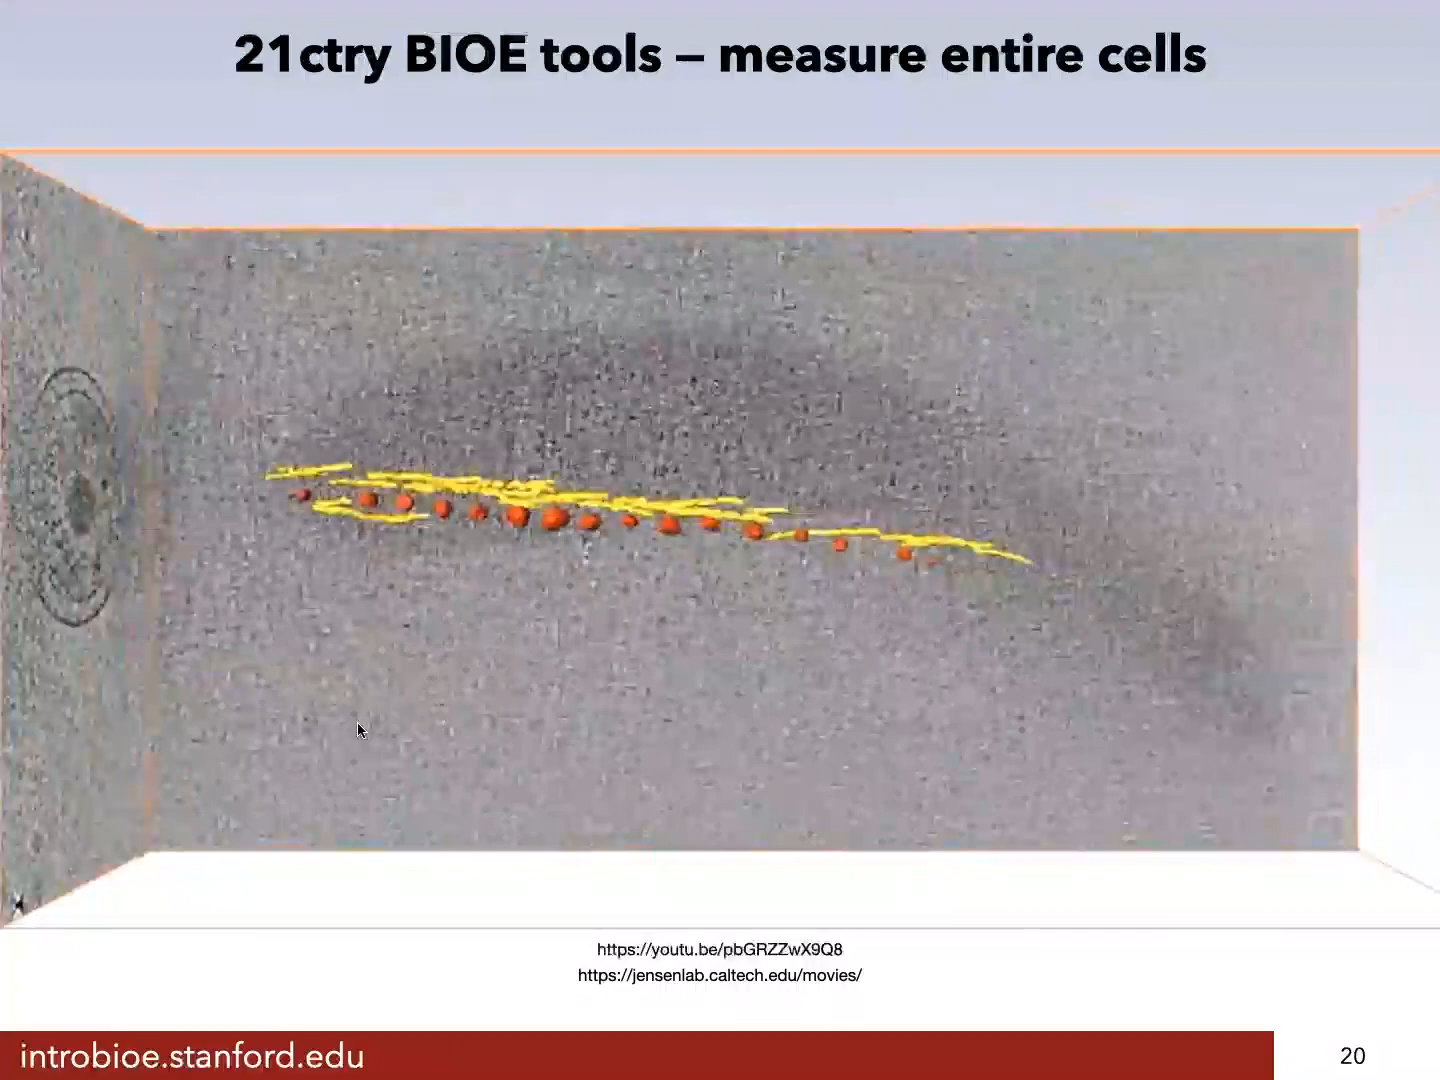 21ctry BIOE tools – measure entire cells
https://youtu.be/pbGRZZwX9Q8
https://jensenlab.caltech.edu/movies/
introbioe.stanford.edu
20